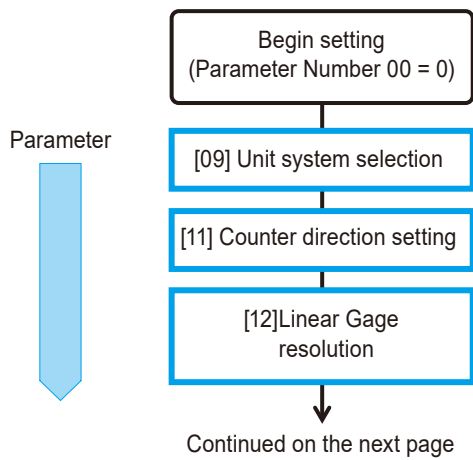 Begin setting
(Parameter Number 00 = 0)
Parameter
[09] Unit system selection
[11] Counter direction setting
[12]Linear Gage
resolution
Continued on the next page